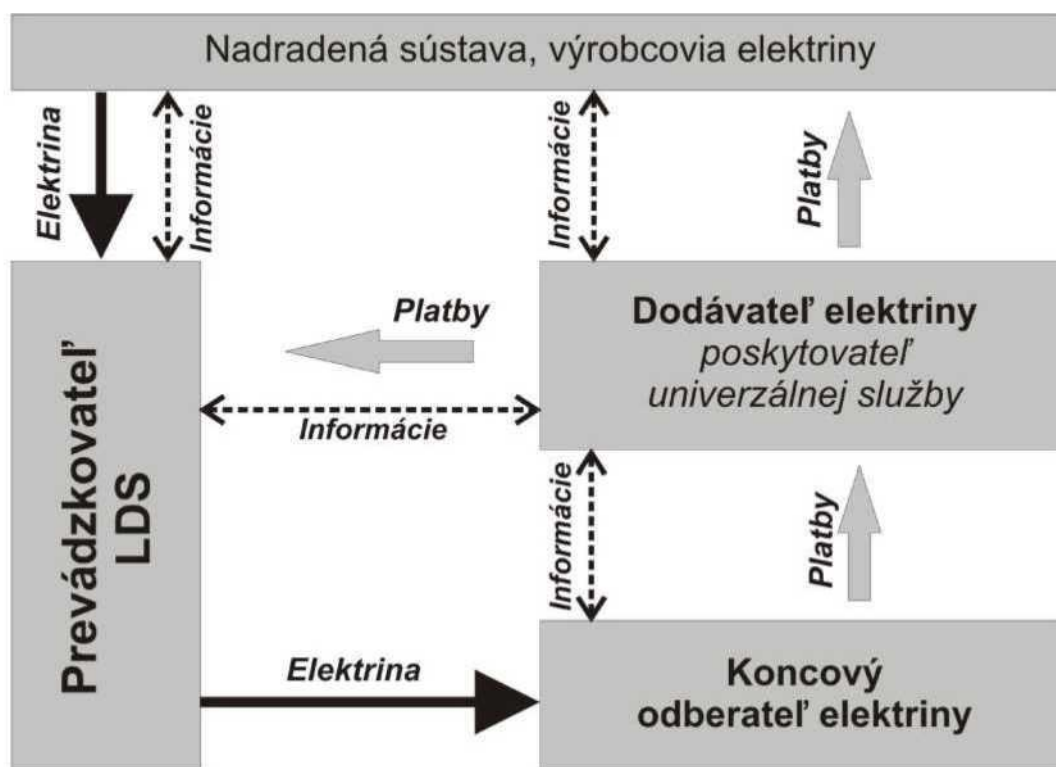 Nadradená sústava, výrobcovia elektriny
Elektrina
Informácie
Informácie
Platby
Prevádzkovateľ
LDS
Platby
Informácie
Dodávateľ elektriny
poskytovateľ
univerzálnej služby
Informácie
Platby
Elektrina
Koncový
odberateľ elektriny